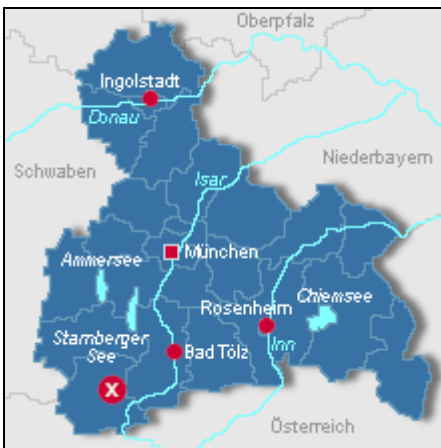 Oberpfalz
Ingolstadt
Donau
Niederbayern
Schwaben
Isar
München
Ammersee
Chiemsee
Rosenheim
Starnberger
See
Inn
Bad Tölz
X
Österreich